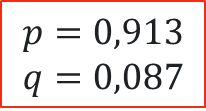 p = 0,913
q = 0,087